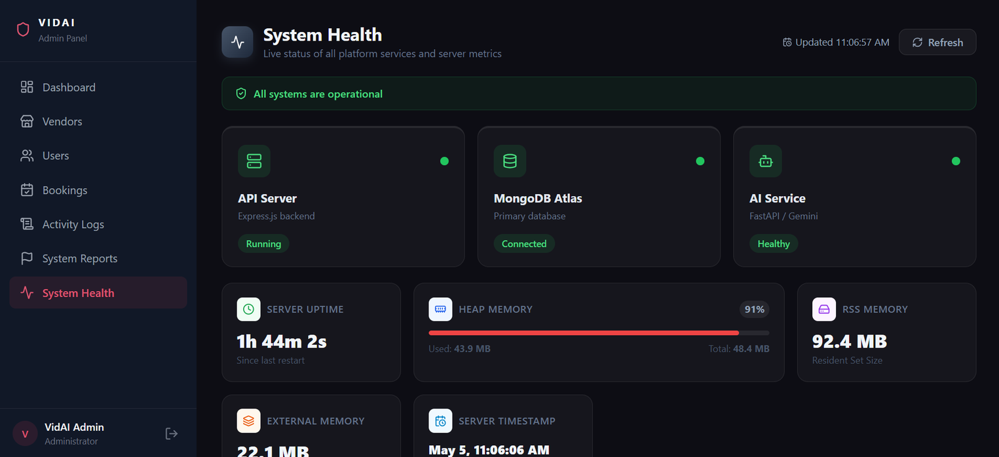 VIDAI
Admin Panel
Dashboard
Vendors
Users
Bookings
Activity Logs
System Reports
System Health
V
VidAI Admin
Administrator
System Health
Live status of all platform services and server metrics
Updated 11:06:57 AM
Refresh
All systems are operational
API Server
Express.js backend
Running
MongoDB Atlas
Primary database
Connected
AI Service
FastAPI / Gemini
Healthy
SERVER UPTIME
1h 44m 2s
Since last restart
HEAP MEMORY
91%
Used: 43.9 MB
Total: 48.4 MB
RSS MEMORY
92.4 MB
Resident Set Size
EXTERNAL MEMORY
22.1 MB
SERVER TIMESTAMP
May 5, 11:06:06 AM